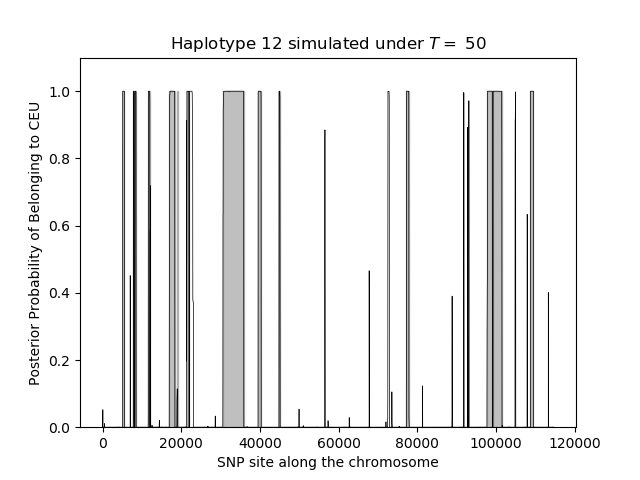 Haplotype 12 simulated under T = 50
Posterior Probability of Belonging to CEU
1.0
0.8
0.6
0.4
0.2
0.0
0 20000 40000 60000 80000 100000 120000
SNP site along the chromosome